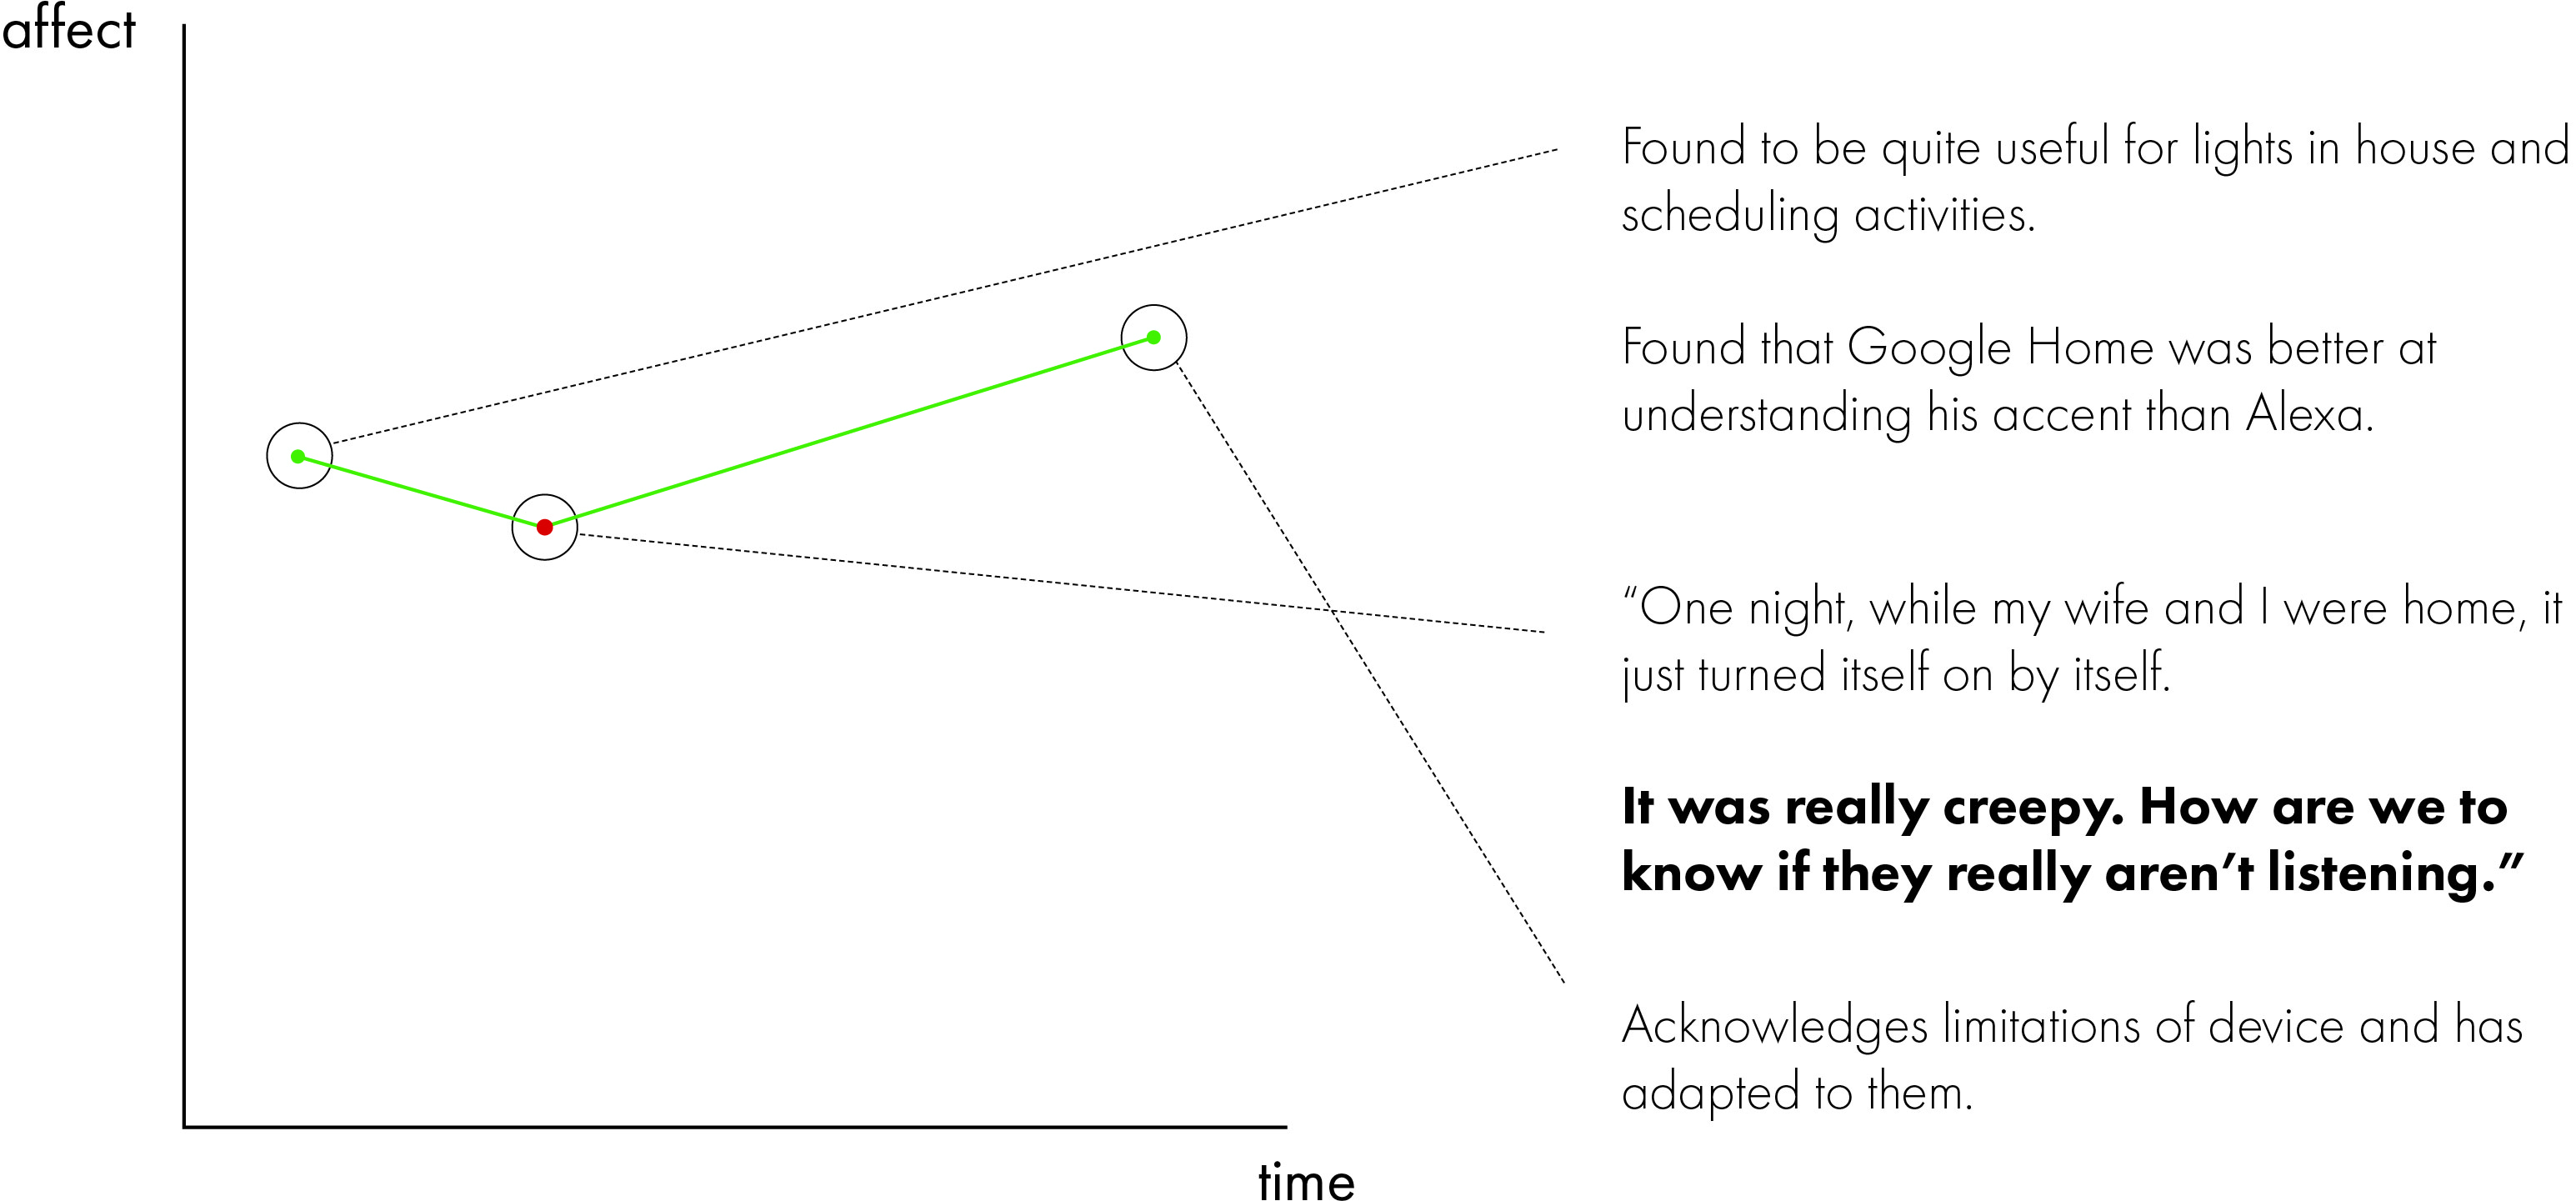 affect
Found to be quite useful for lights in house and
scheduling activities.
Found that Google Home was better at
understanding his accent than Alexa.
“One night, while my wife and I were home, it
just turned itself on by itself.
It was really creepy. How are we to
know if they really aren’t listening.”
Acknowledges limitations of device and has
adapted to them.
time